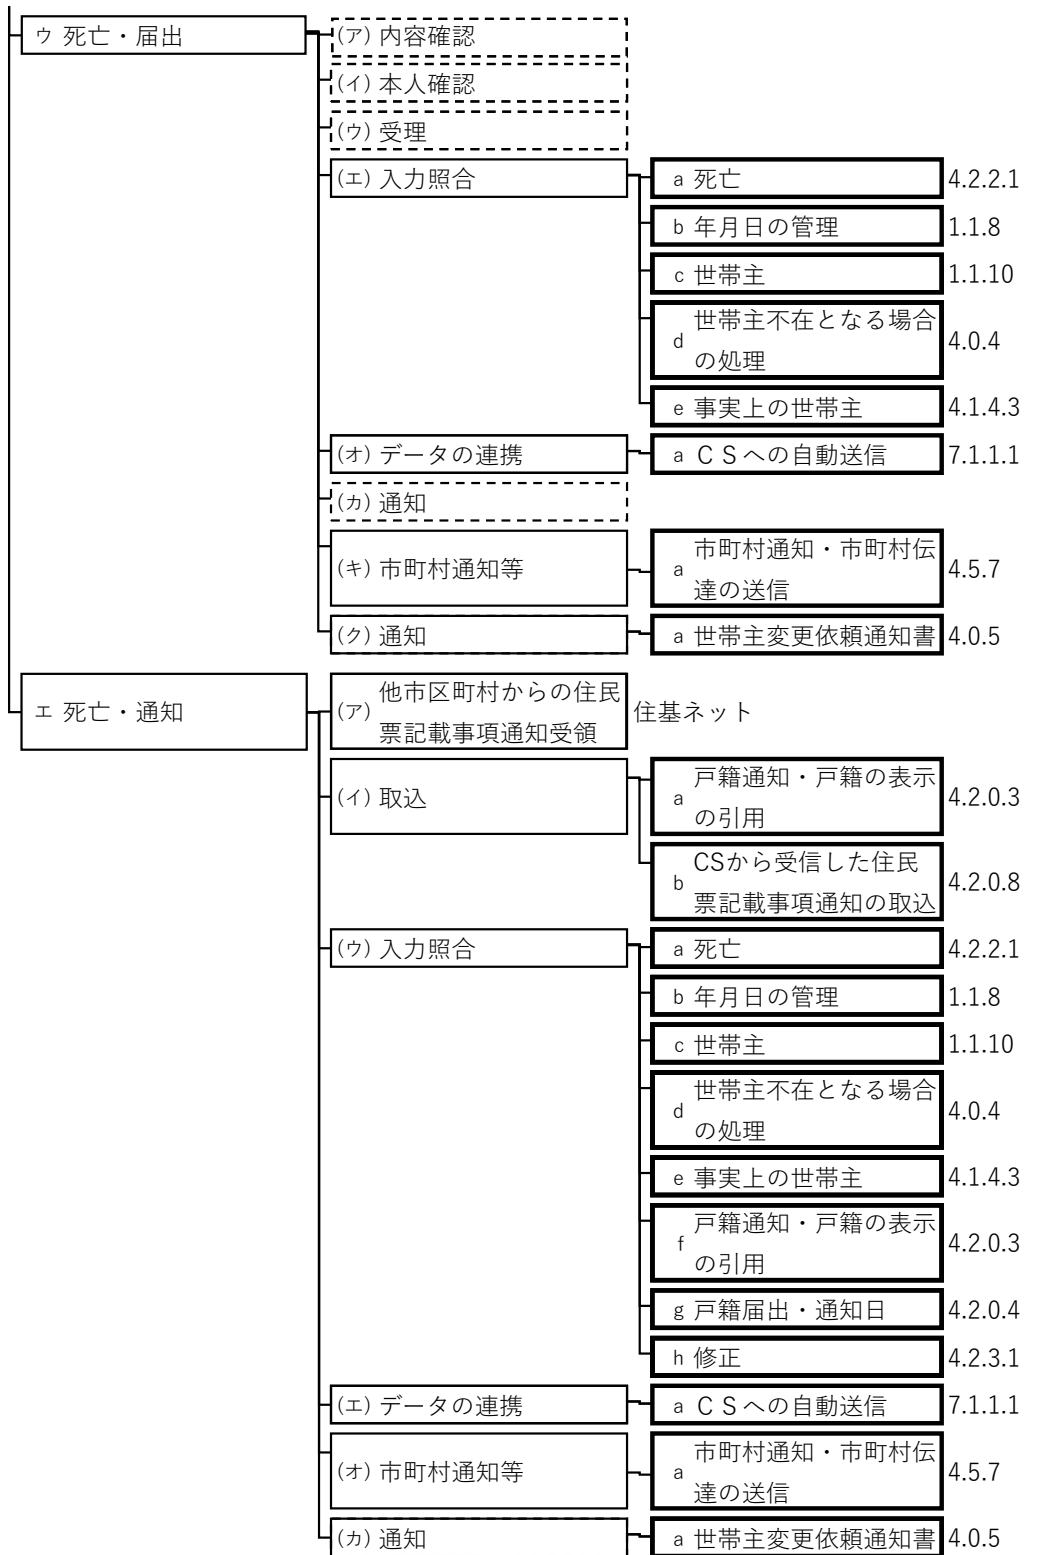 ウ 死亡・届出
(ア) 内容確認
(イ) 本人確認
(ウ) 受理
(エ) 入力照合
a 死亡 4.2.2.1
b 年月日の管理 1.1.8
c 世帯主 1.1.10
d 世帯主不在となる場合
の処理 4.0.4
e 事実上の世帯主 4.1.4.3
(オ) データの連携
a ＣＳへの自動送信 7.1.1.1
(カ) 通知
(キ) 市町村通知等
a 市町村通知・市町村伝
達の送信 4.5.7
(ク) 通知
a 世帯主変更依頼通知書 4.0.5
エ 死亡・通知
(ア) 他市区町村からの住民
票記載事項通知受領
住基ネット
(イ) 取込
a 戸籍通知・戸籍の表示
の引用 4.2.0.3
b CSから受信した住民
票記載事項通知の取込 4.2.0.8
(ウ) 入力照合
a 死亡 4.2.2.1
b 年月日の管理 1.1.8
c 世帯主 1.1.10
d 世帯主不在となる場合
の処理 4.0.4
e 事実上の世帯主 4.1.4.3
f 戸籍通知・戸籍の表示
の引用 4.2.0.3
g 戸籍届出・通知日 4.2.0.4
h 修正 4.2.3.1
(エ) データの連携
a ＣＳへの自動送信 7.1.1.1
(オ) 市町村通知等
a 市町村通知・市町村伝
達の送信 4.5.7
(カ) 通知
a 世帯主変更依頼通知書 4.0.5